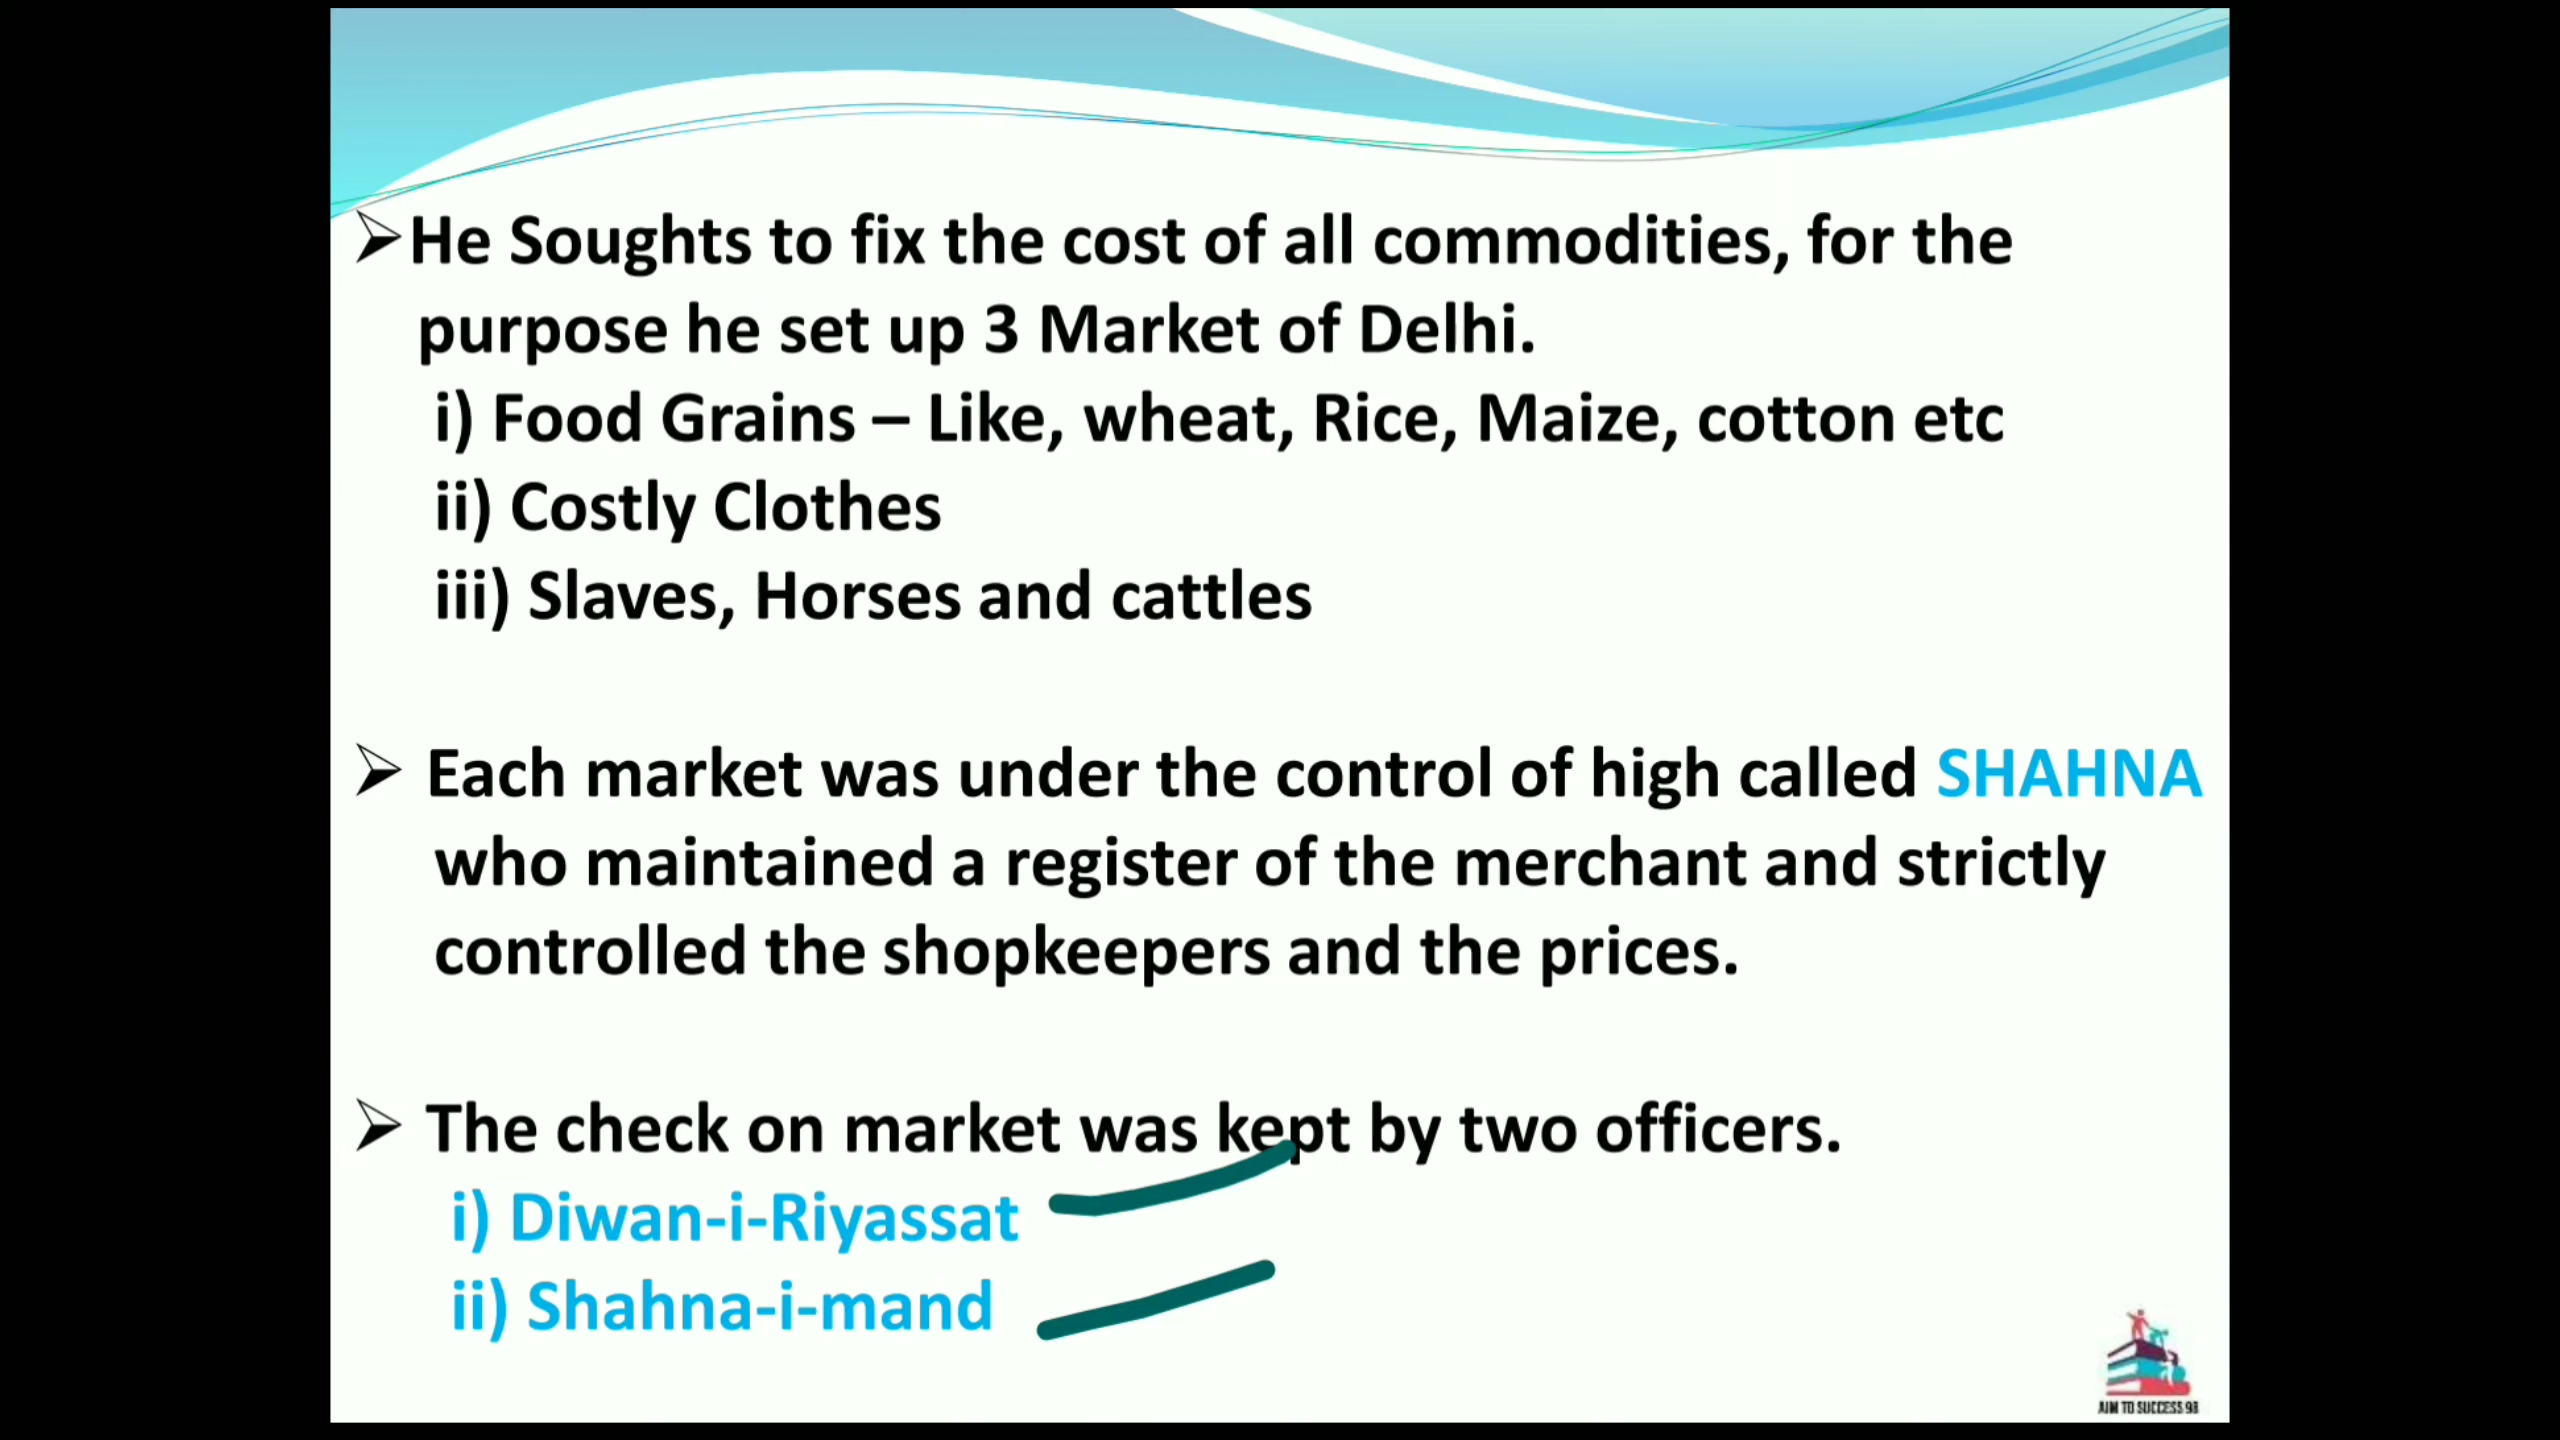 ➢He Soughts to fix the cost of all commodities, for the
purpose he set up 3 Market of Delhi.
i) Food Grains – Like, wheat, Rice, Maize, cotton etc
ii) Costly Clothes
iii) Slaves, Horses and cattles
➢ Each market was under the control of high called SHAHNA
who maintained a register of the merchant and strictly
controlled the shopkeepers and the prices.
➢ The check on market was kept by two officers.
i) Diwan-i-Riyassat
ii) Shahna-i-mand
AIM TO SUCCESS 98